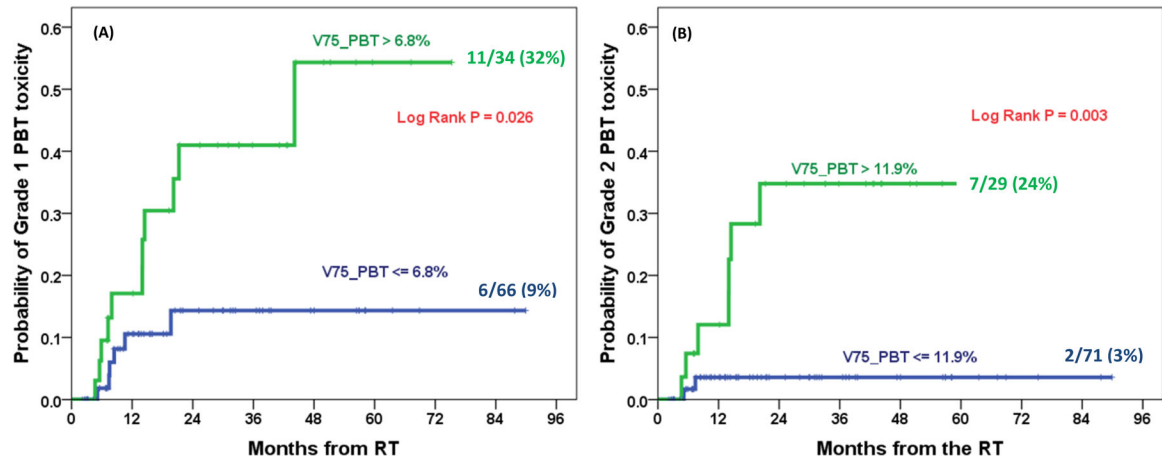 (A)
V75_PBT > 6.8%
11/34 (32%)
Log Rank P = 0.026
V75_PBT <= 6.8%
6/66 (9%)
Probability of Grade 1 PBT toxicity
0.6
0.5
0.4
0.3
0.2
0.1
0.0
0 12 24 36 48 60 72 84 96
Months from RT
(B)
Log Rank P = 0.003
V75_PBT > 11.9%
7/29 (24%)
V75_PBT <= 11.9%
2/71 (3%)
Probability of Grade 2 PBT toxicity
0.6
0.5
0.4
0.3
0.2
0.1
0.0
0 12 24 36 48 60 72 84 96
Months from the RT